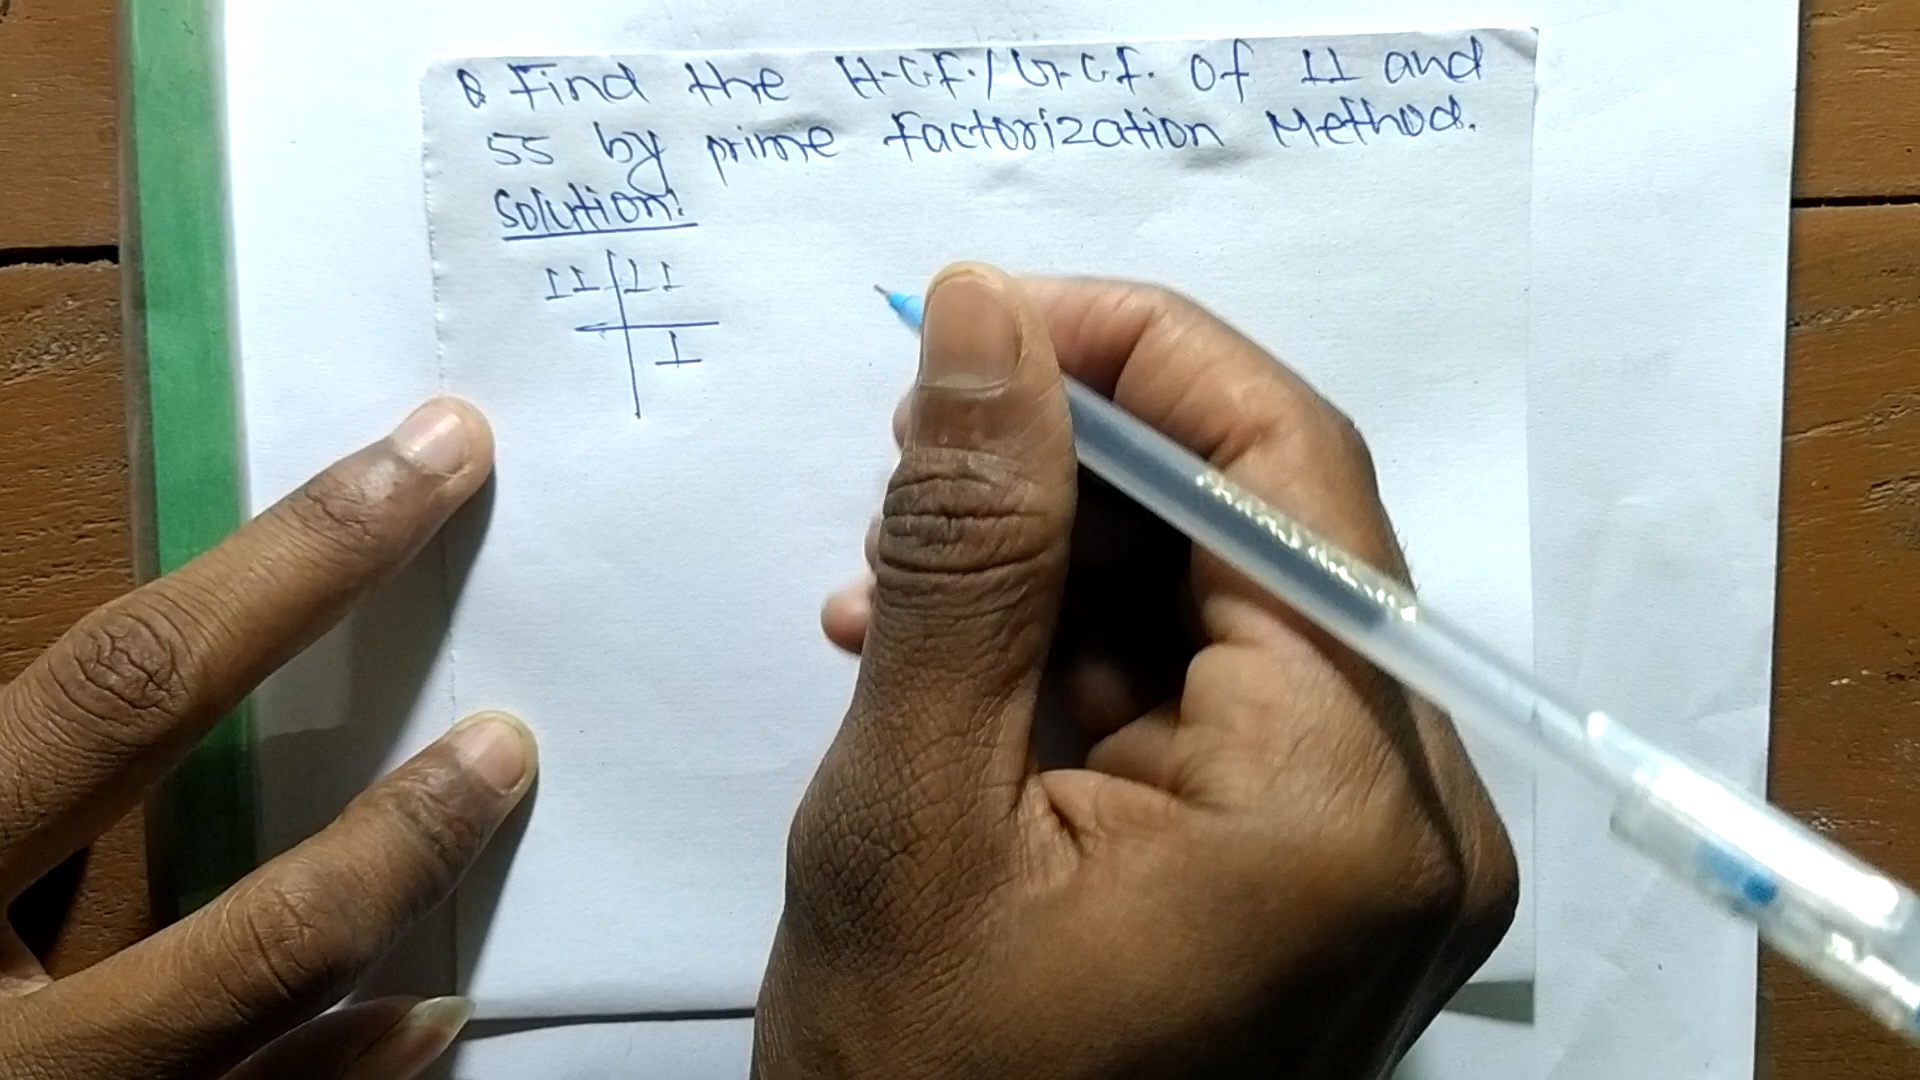 Q Find the H.C.F./G.C.F. of 11 and
55 by prime factorization Method.
Solution:
11 11
1